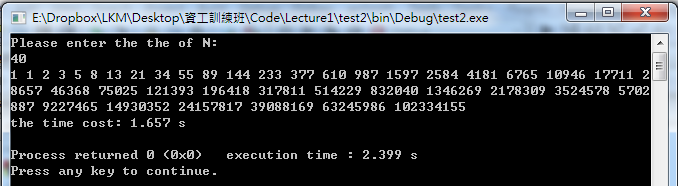 E:\Dropbox\LKM\Desktop\資工訓練班\Code\Lecture1\test2\bin\Debug\test2.exe
Please enter the the of N:
40
1 1 2 3 5 8 13 21 34 55 89 144 233 377 610 987 1597 2584 4181 6765 10946 17711 2
8657 46368 75025 121393 196418 317811 514229 832040 1346269 2178309 3524578 5702
887 9227465 14930352 24157817 39088169 63245986 102334155
the time cost: 1.657 s
Process returned 0 (0x0)   execution time : 2.399 s
Press any key to continue.